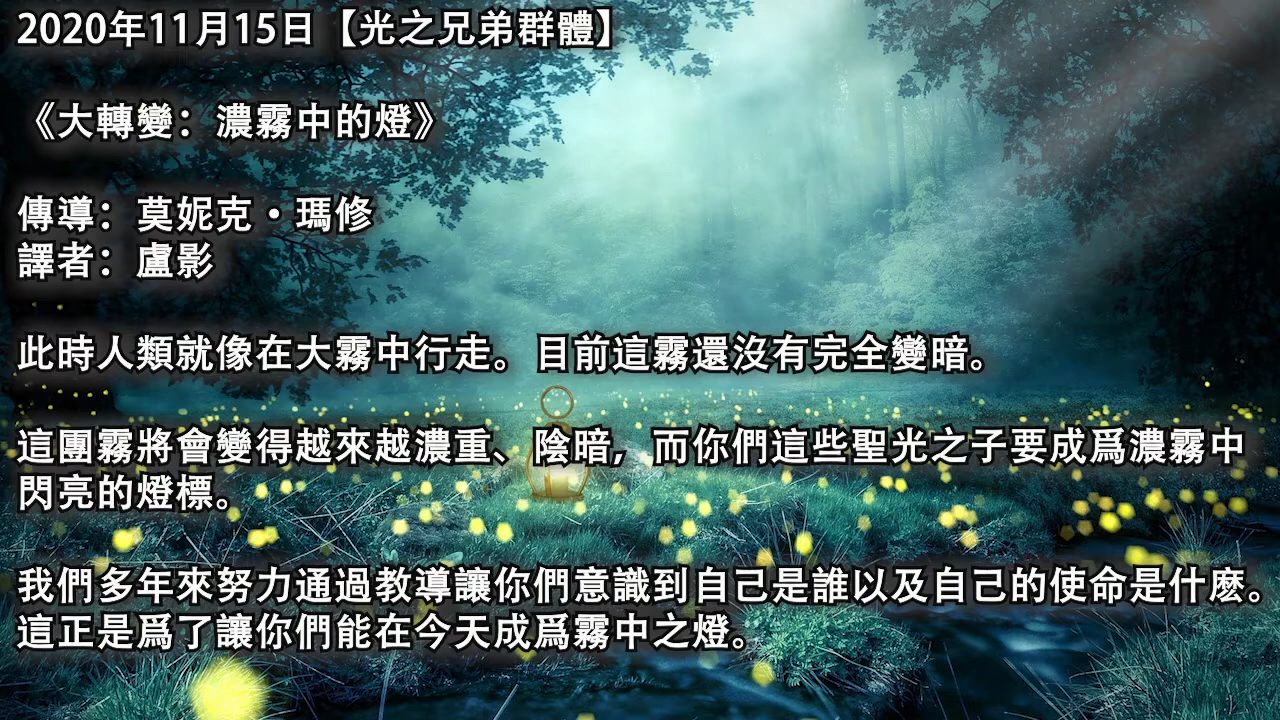 2020年11月15日【光之兄弟群體】
《大轉變：濃霧中的燈》
傳導：莫妮克·瑪修
譯者：盧影
此時人類就像在大霧中行走。目前這霧還沒有完全變暗。
這團霧將會變得越來越濃重、陰暗，而你們這些聖光之子要成爲濃霧中
閃亮的燈標。
我們多年來努力通過教導讓你們意識到自己是誰以及自己的使命是什麽。
這正是爲了讓你們能在今天成爲霧中之燈。